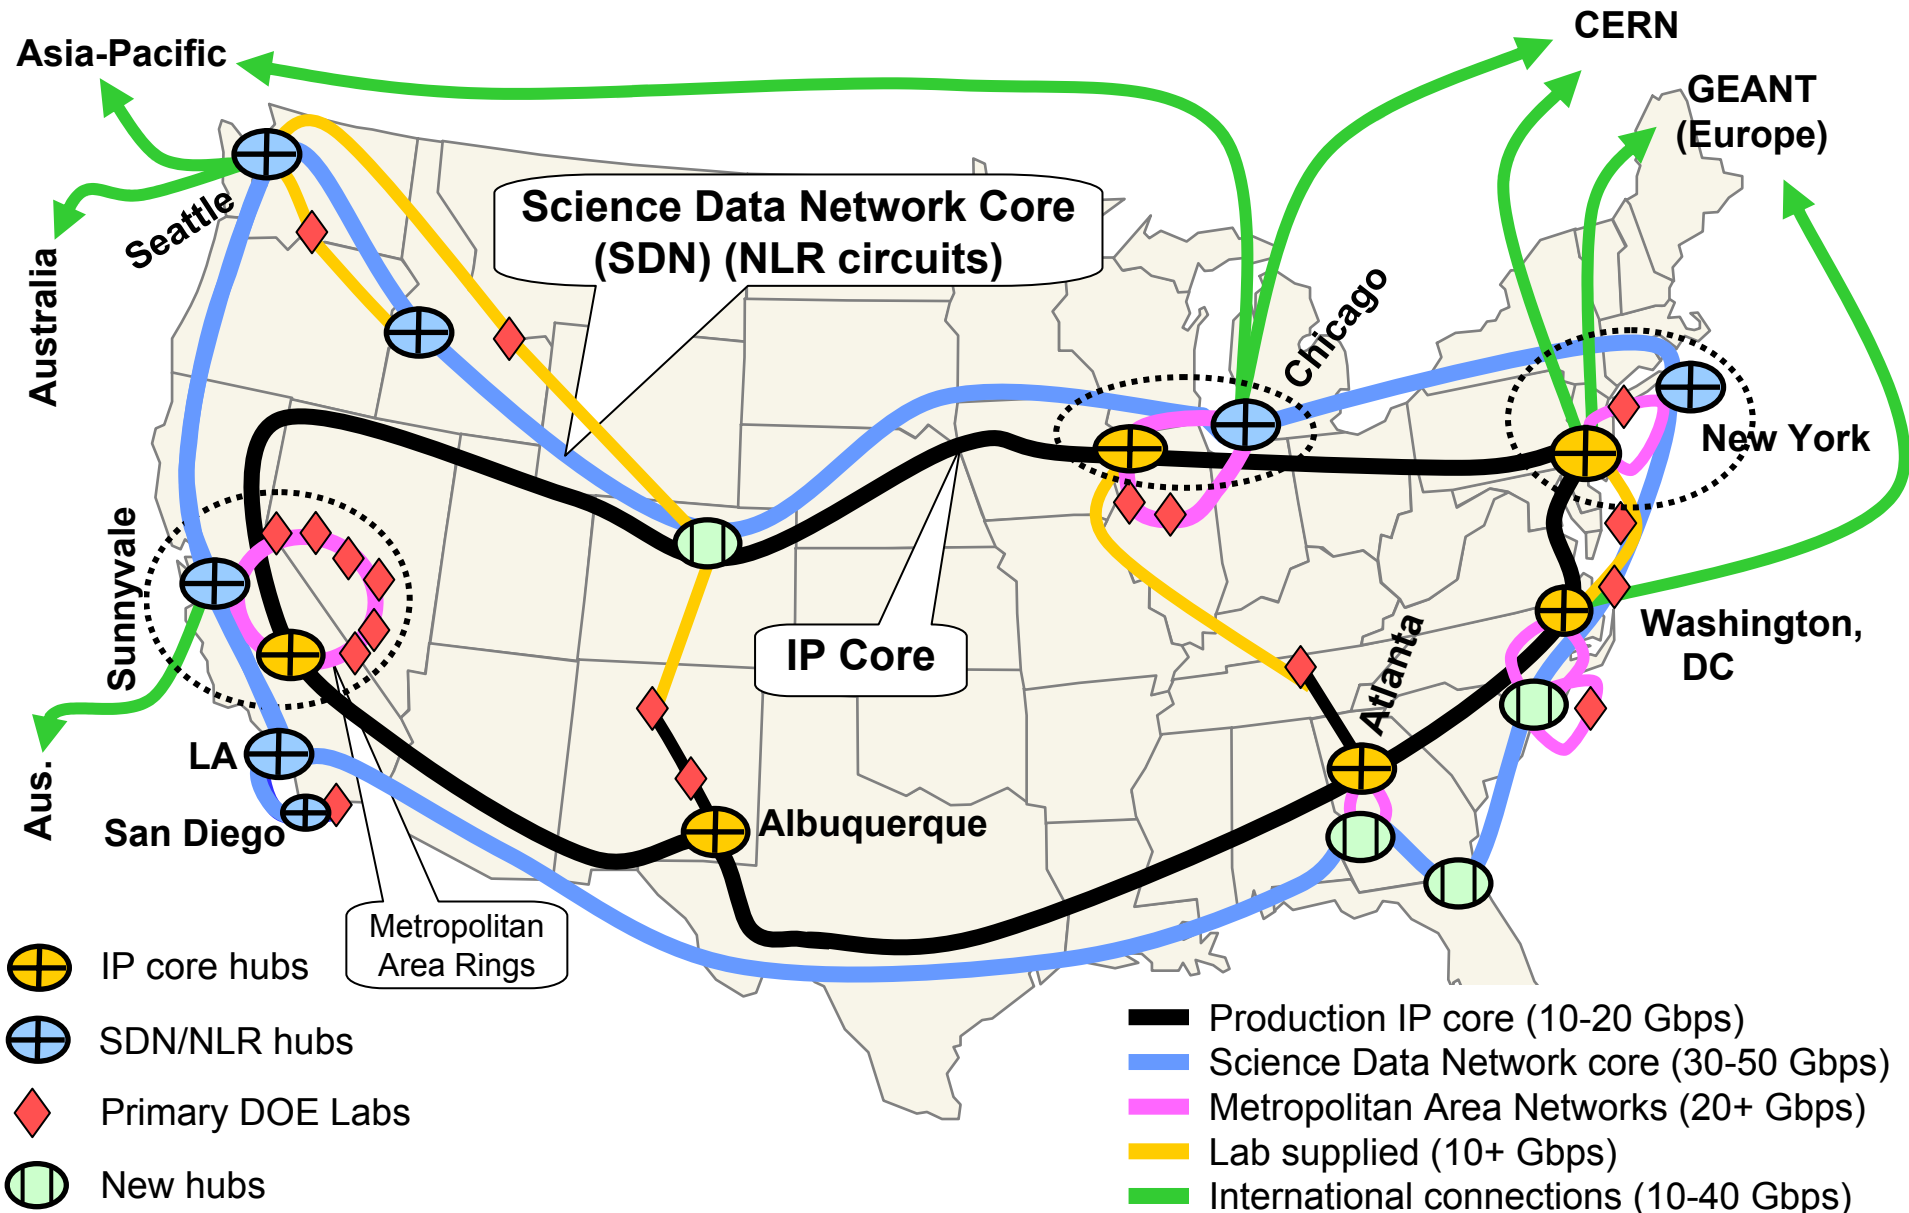 CERN
Asia-Pacific
GEANT
(Europe)
Science Data Network Core
(SDN) (NLR circuits)
Seattle
Australia
Chicago
New York
Sunnyvale
IP Core
Washington,
DC
Atlanta
LA
Aus.
San Diego
Albuquerque
Metropolitan
Area Rings
IP core hubs
SDN/NLR hubs
Primary DOE Labs
New hubs
Production IP core (10-20 Gbps)
Science Data Network core (30-50 Gbps)
Metropolitan Area Networks (20+ Gbps)
Lab supplied (10+ Gbps)
International connections (10-40 Gbps)